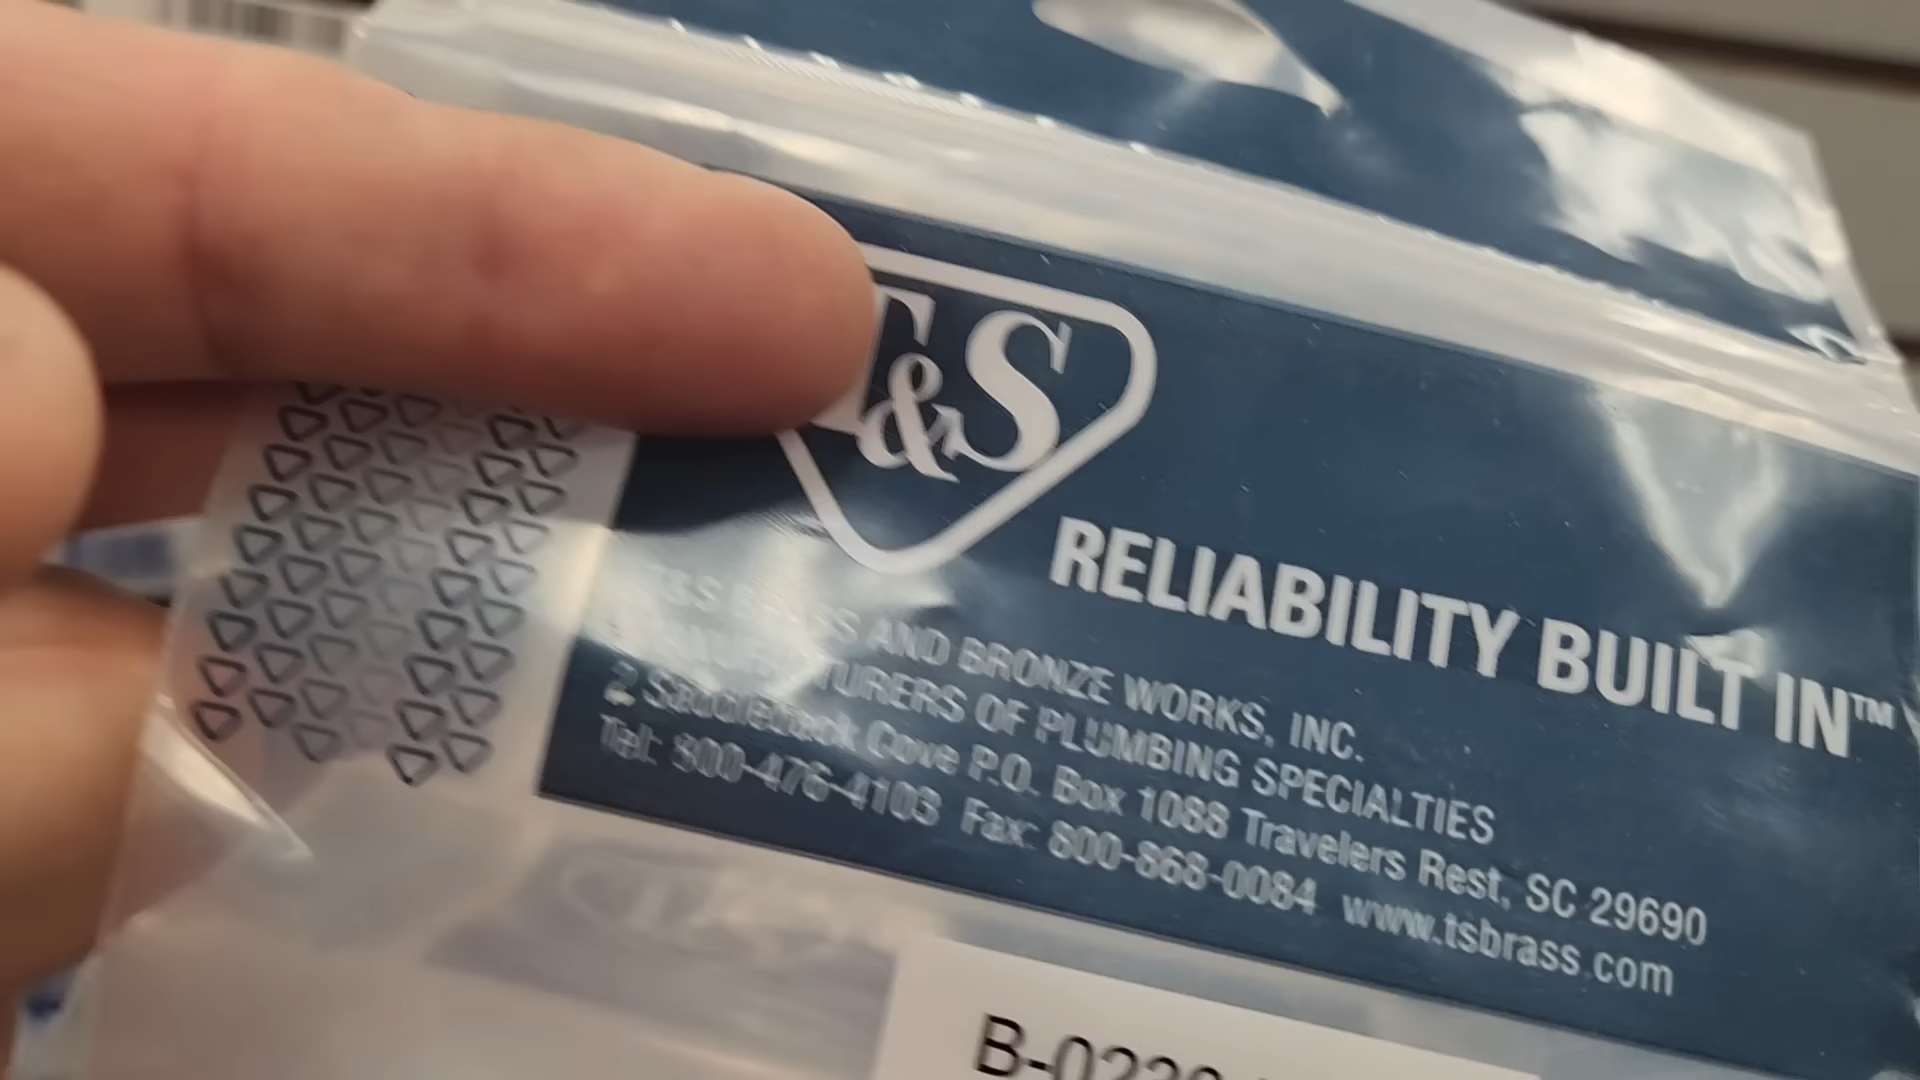 T&S
RELIABILITY BUILT IN™
T&S BRASS AND BRONZE WORKS, INC.
MANUFACTURERS OF PLUMBING SPECIALTIES
2 Saddleback Cove P.O. Box 1088 Travelers Rest, SC 29690
Tel: 800-476-4103 Fax: 800-868-0084 www.tsbrass.com